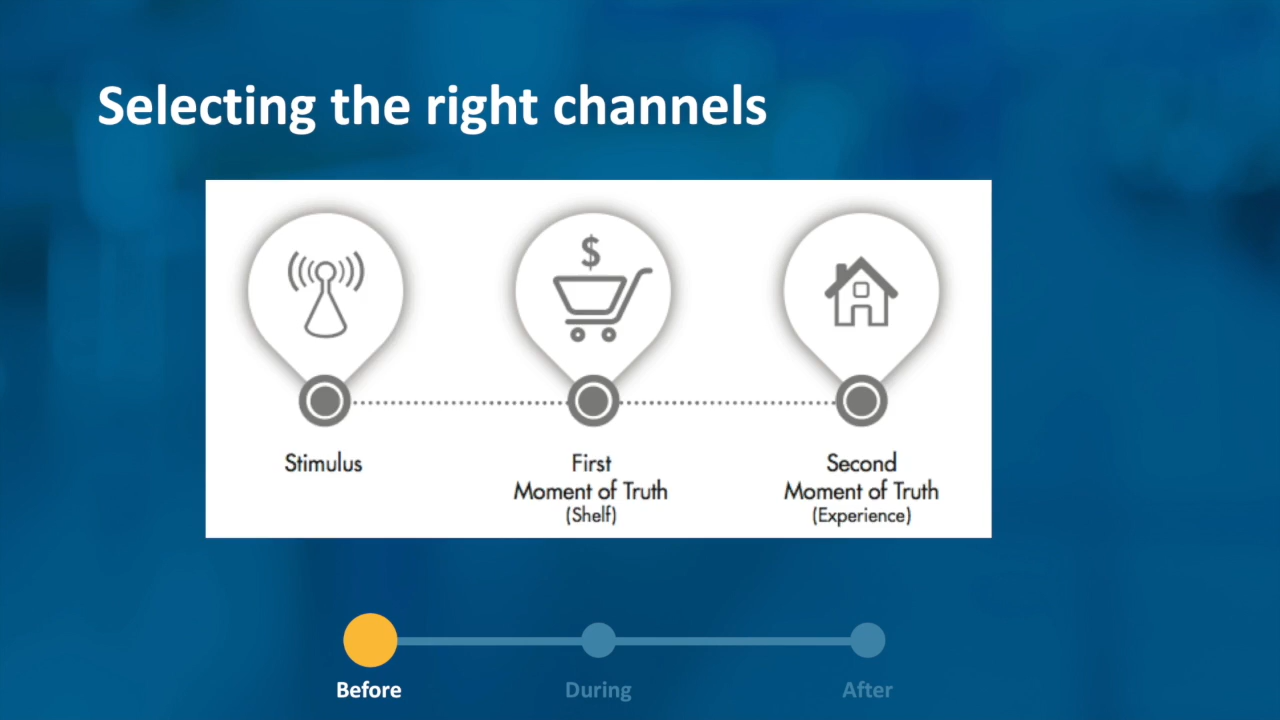 Selecting the right channels
$
Stimulus
First
Moment of Truth
(Shelf)
Second
Moment of Truth
(Experience)
Before
During
After